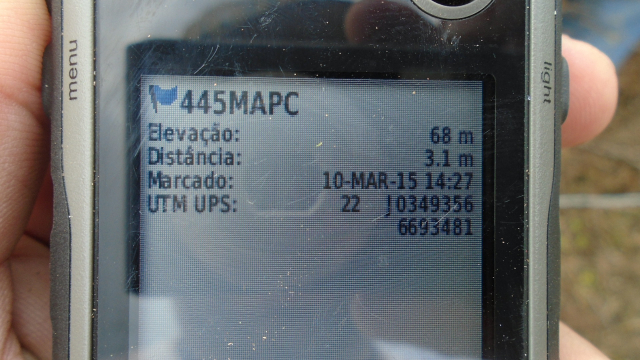 menu
light
445MAPC
Elevação: 68 m
Distância: 3.1 m
Marcado: 10-MAR-15 14:27
UTM UPS: 22 J0349356
6693481